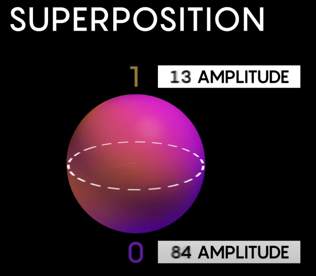 SUPERPOSITION
1
13 AMPLITUDE
0
84 AMPLITUDE